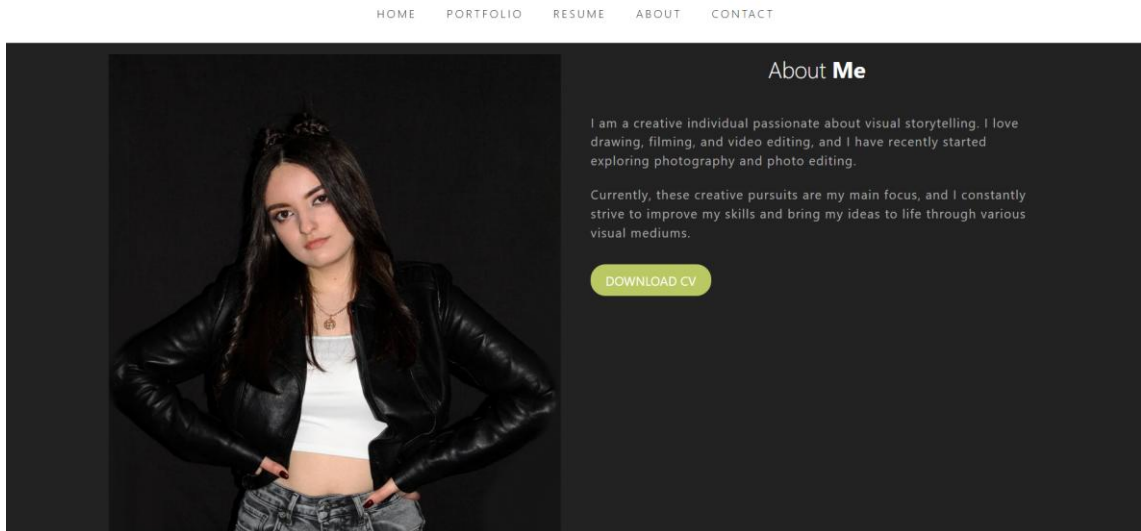 HOME PORTFOLIO RESUME ABOUT CONTACT
About Me
I am a creative individual passionate about visual storytelling. I love
drawing, filming, and video editing, and I have recently started
exploring photography and photo editing.
Currently, these creative pursuits are my main focus, and I constantly
strive to improve my skills and bring my ideas to life through various
visual mediums.
DOWNLOAD CV